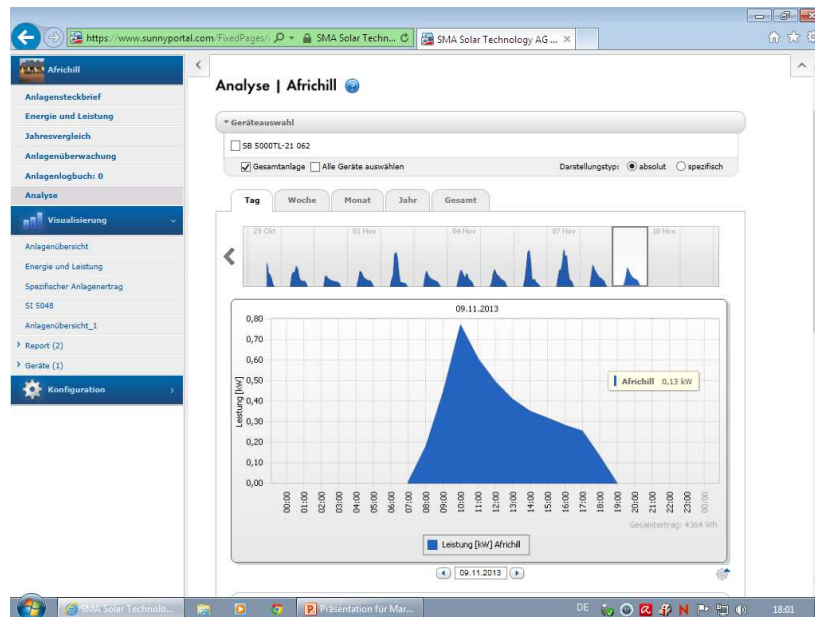 https://www.sunnyportal.com/FixedPages/
SMA Solar Techn...
SMA Solar Technology AG ...
Africhill
Anlagensteckbrief
Energie und Leistung
Jahresvergleich
Anlagenüberwachung
Anlagenlogbuch: 0
Analyse
Visualisierung
Anlagenübersicht
Energie und Leistung
Spezifischer Anlagenertrag
SI 5048
Anlagenübersicht_1
Report (2)
Geräte (1)
Konfiguration
Analyse | Africhill
Geräteauswahl
SB 5000TL-21 062
Gesamtanlage Alle Geräte auswählen Darstellungstyp: absolut spezifisch
Tag Woche Monat Jahr Gesamt
29 Okt 01 Nov 04 Nov 07 Nov 10 Nov
09.11.2013
0,80
0,70
0,60
0,50
0,40
0,30
0,20
0,10
0,00
Leistung [kW]
Africhill 0,13 kW
00:00 01:00 02:00 03:00 04:00 05:00 06:00 07:00 08:00 09:00 10:00 11:00 12:00 13:00 14:00 15:00 16:00 17:00 18:00 19:00 20:00 21:00 22:00 23:00 00:00
Gesamtertrag: 4364 Wh
Leistung [kW] Africhill
09.11.2013
SMA Solar Technolo...
Präsentation für Mar...
DE
18:01